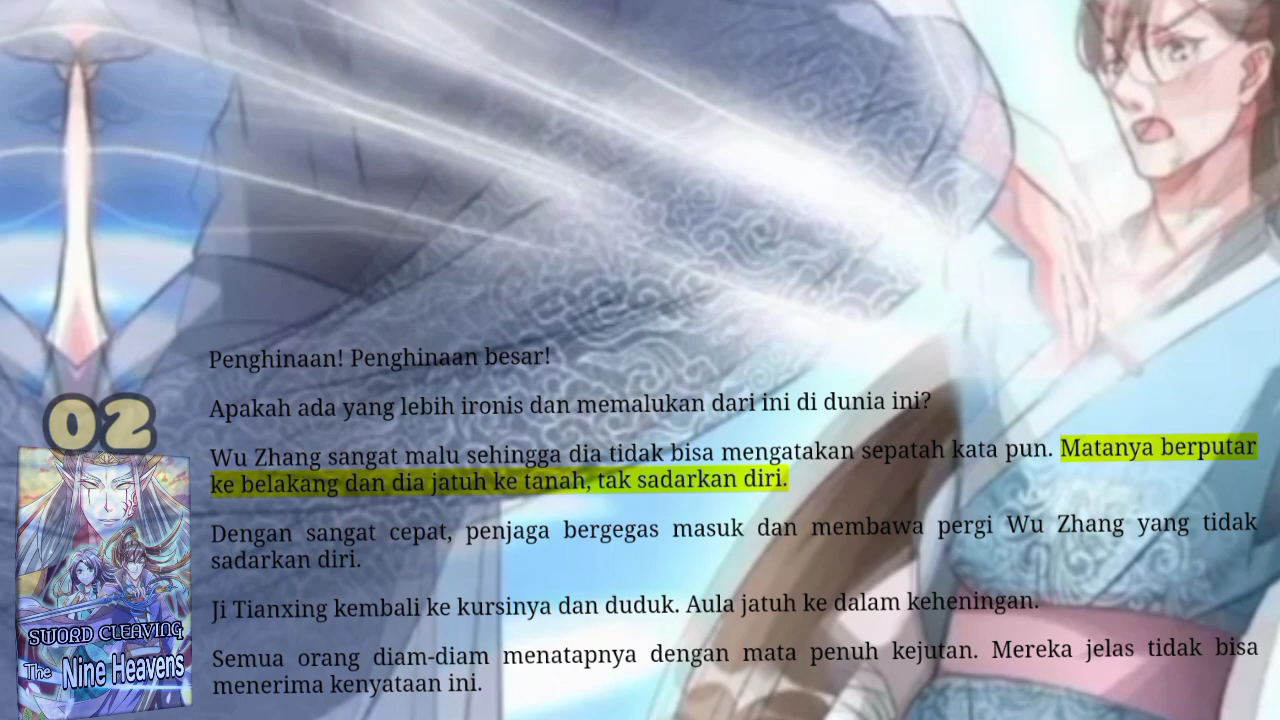 Penghinaan! Penghinaan besar!
Apakah ada yang lebih ironis dan memalukan dari ini di dunia ini?
Wu Zhang sangat malu sehingga dia tidak bisa mengatakan sepatah kata pun. Matanya berputar
ke belakang dan dia jatuh ke tanah, tak sadarkan diri.
Dengan sangat cepat, penjaga bergegas masuk dan membawa pergi Wu Zhang yang tidak
sadarkan diri.
Ji Tianxing kembali ke kursinya dan duduk. Aula jatuh ke dalam keheningan.
Semua orang diam-diam menatapnya dengan mata penuh kejutan. Mereka jelas tidak bisa
menerima kenyataan ini.
02
SWORD CLEAVING
The Nine Heavens